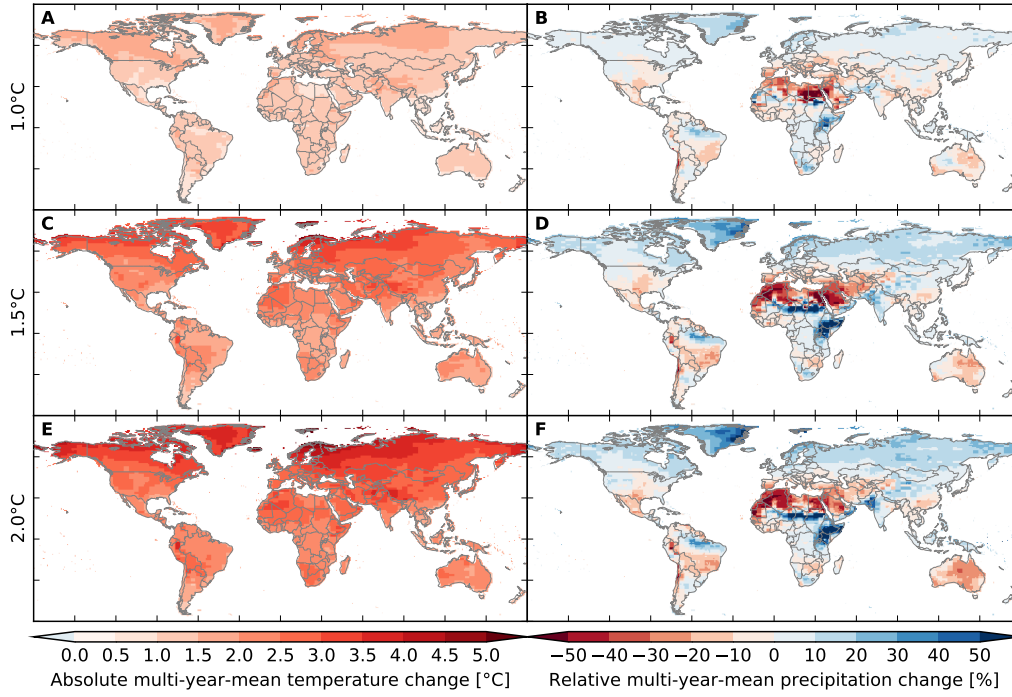 A
B
1.0°C
C
D
1.5°C
E
F
2.0°C
0.0 0.5 1.0 1.5 2.0 2.5 3.0 3.5 4.0 4.5 5.0
−50 −40 −30 −20 −10 0 10 20 30 40 50
Absolute multi-year-mean temperature change [°C]
Relative multi-year-mean precipitation change [%]